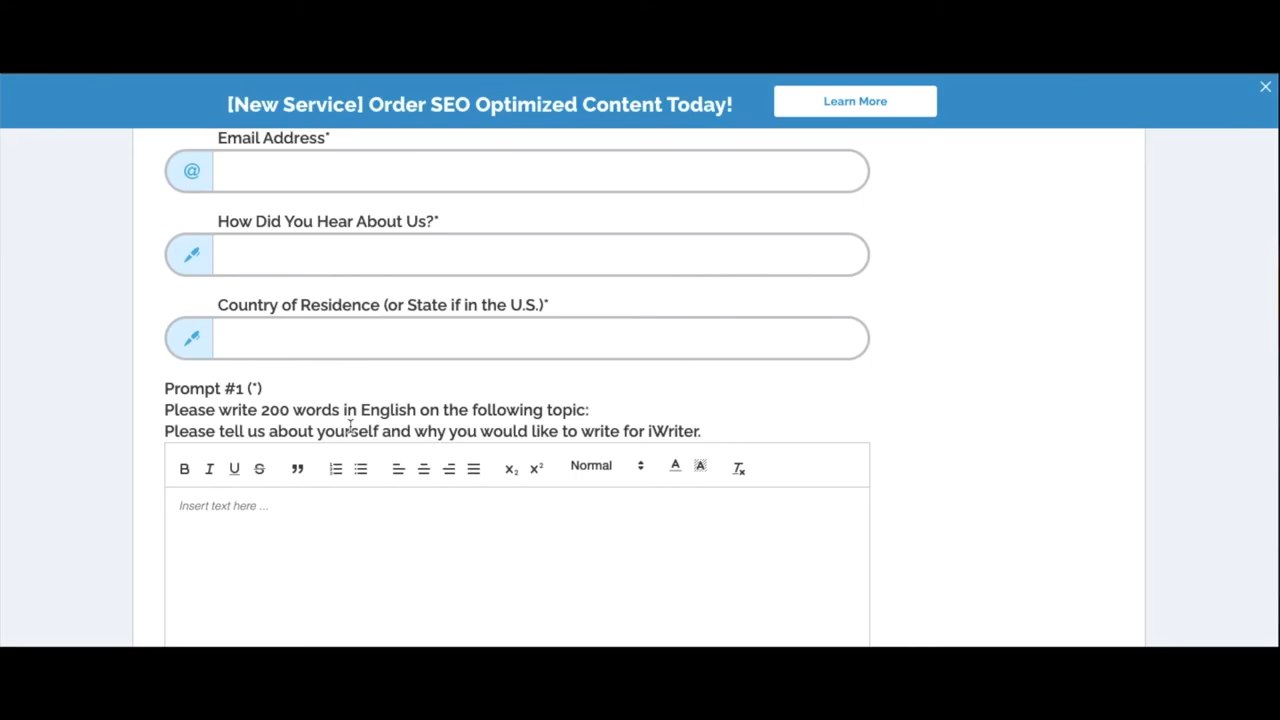 [New Service] Order SEO Optimized Content Today!
Learn More
Email Address*
@
How Did You Hear About Us?*
Country of Residence (or State if in the U.S.)*
Prompt #1 (*)
Please write 200 words in English on the following topic:
Please tell us about yourself and why you would like to write for iWriter.
B I U S Normal A A
Insert text here ...